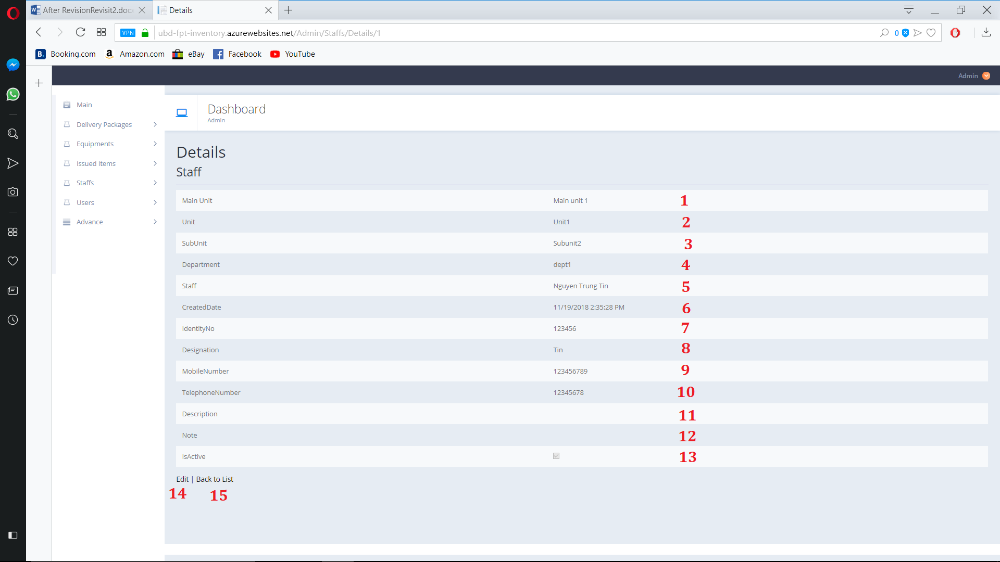 After RevisionRevisit2.docx
Details
VPN
ubd-fpt-inventory.azurewebsites.net/Admin/Staffs/Details/1
0
B. Booking.com
a Amazon.com
eBay
Facebook
YouTube
Admin
Main
Delivery Packages
Equipments
Issued Items
Staffs
Users
Advance
Dashboard
Admin
Details
Staff
Main Unit Main unit 1 1
Unit Unit1 2
SubUnit Subunit2 3
Department dept1 4
Staff Nguyen Trung Tin 5
CreatedDate 11/19/2018 2:35:28 PM 6
IdentityNo 123456 7
Designation Tin 8
MobileNumber 123456789 9
TelephoneNumber 12345678 10
Description 11
Note 12
IsActive 13
Edit | Back to List
14 15